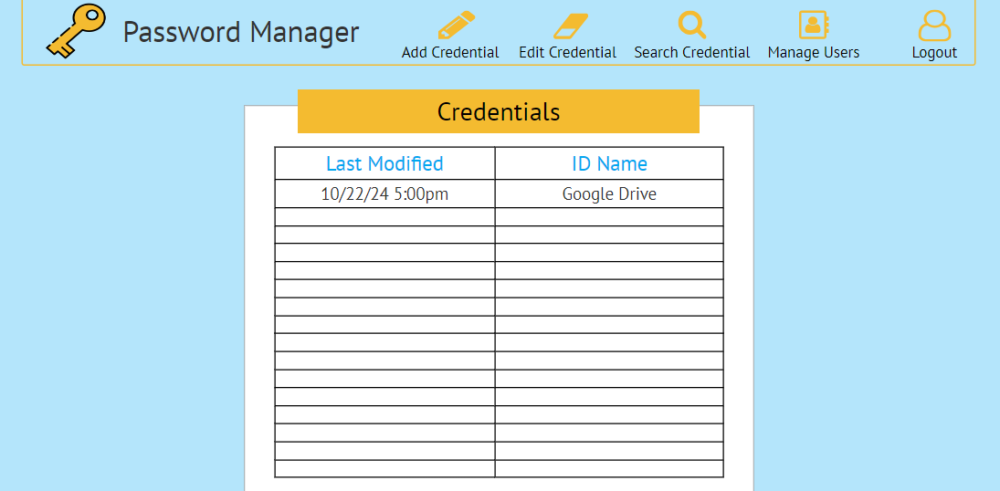 Password Manager
Add Credential Edit Credential Search Credential Manage Users Logout
Credentials
Last Modified ID Name
10/22/24 5:00pm Google Drive